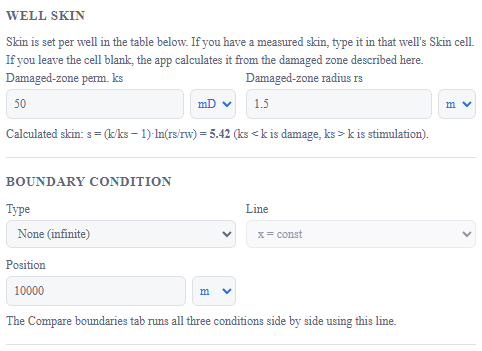 WELL SKIN
Skin is set per well in the table below. If you have a measured skin, type it in that well's Skin cell.
If you leave the cell blank, the app calculates it from the damaged zone described here.
Damaged-zone perm. ks Damaged-zone radius rs
50 mD 1.5 m
Calculated skin: s = (k/ks − 1)·ln(rs/rw) = 5.42 (ks < k is damage, ks > k is stimulation).
BOUNDARY CONDITION
Type Line
None (infinite) x = const
Position
10000 m
The Compare boundaries tab runs all three conditions side by side using this line.